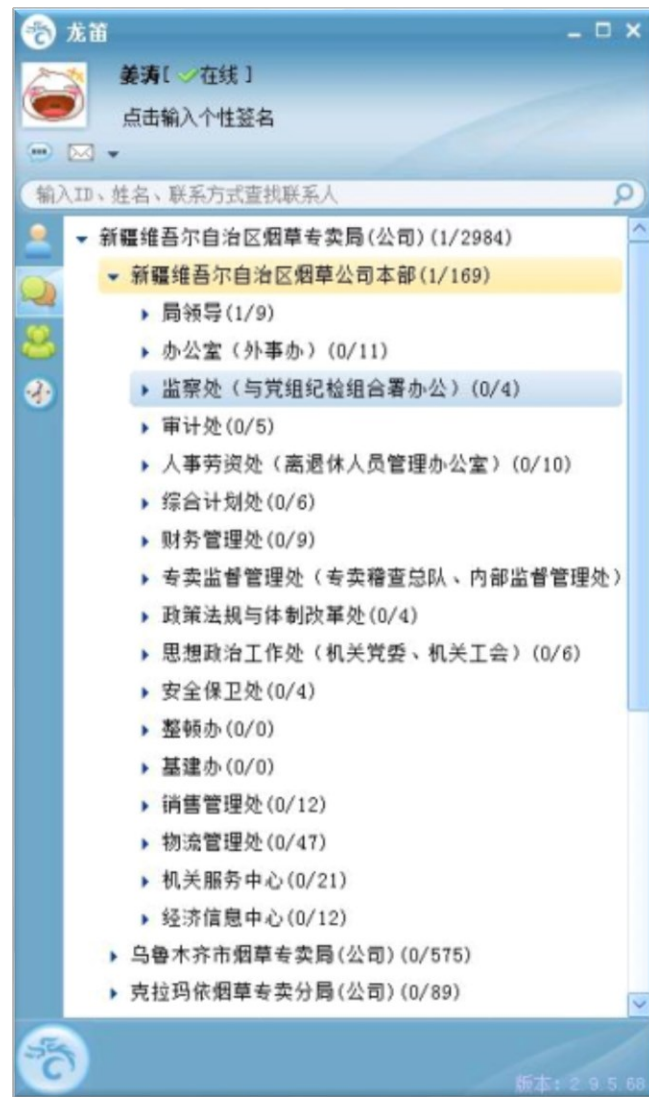 龙笛
姜涛[ 在线 ]
点击输入个性签名
输入ID、姓名、联系方式查找联系人
新疆维吾尔自治区烟草专卖局(公司)(1/2984)
新疆维吾尔自治区烟草公司本部(1/169)
局领导(1/9)
办公室（外事办）(0/11)
监察处（与党组纪检组合署办公）(0/4)
审计处(0/5)
人事劳资处（离退休人员管理办公室）(0/10)
综合计划处(0/6)
财务管理处(0/9)
专卖监督管理处（专卖稽查总队、内部监督管理处）
政策法规与体制改革处(0/4)
思想政治工作处（机关党委、机关工会）(0/6)
安全保卫处(0/4)
整顿办(0/0)
基建办(0/0)
销售管理处(0/12)
物流管理处(0/47)
机关服务中心(0/21)
经济信息中心(0/12)
乌鲁木齐市烟草专卖局(公司)(0/575)
克拉玛依烟草专卖分局(公司)(0/89)
版本: 2.9.5.68